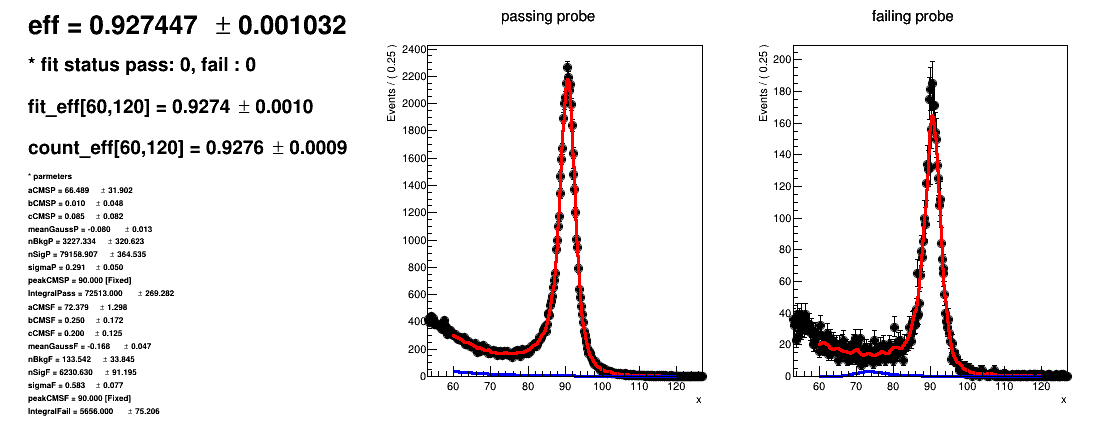 eff = 0.927447 ± 0.001032
* fit status pass: 0, fail : 0
fit_eff[60,120] = 0.9274 ± 0.0010
count_eff[60,120] = 0.9276 ± 0.0009
* parmeters
aCMSP = 66.489 ± 31.902
bCMSP = 0.010 ± 0.048
cCMSP = 0.085 ± 0.082
meanGaussP = -0.080 ± 0.013
nBkgP = 3227.334 ± 320.623
nSigP = 79158.907 ± 364.535
sigmaP = 0.291 ± 0.050
peakCMSP = 90.000 [Fixed]
IntegralPass = 72513.000 ± 269.282
aCMSF = 72.379 ± 1.298
bCMSF = 0.250 ± 0.172
cCMSF = 0.200 ± 0.125
meanGaussF = -0.168 ± 0.047
nBkgF = 133.542 ± 33.845
nSigF = 6230.630 ± 91.195
sigmaF = 0.583 ± 0.077
peakCMSF = 90.000 [Fixed]
IntegralFail = 5656.000 ± 75.206
passing probe
Events / ( 0.25 )
2400
2200
2000
1800
1600
1400
1200
1000
800
600
400
200
0
60 70 80 90 100 110 120
x
failing probe
Events / ( 0.25 )
200
180
160
140
120
100
80
60
40
20
0
60 70 80 90 100 110 120
x